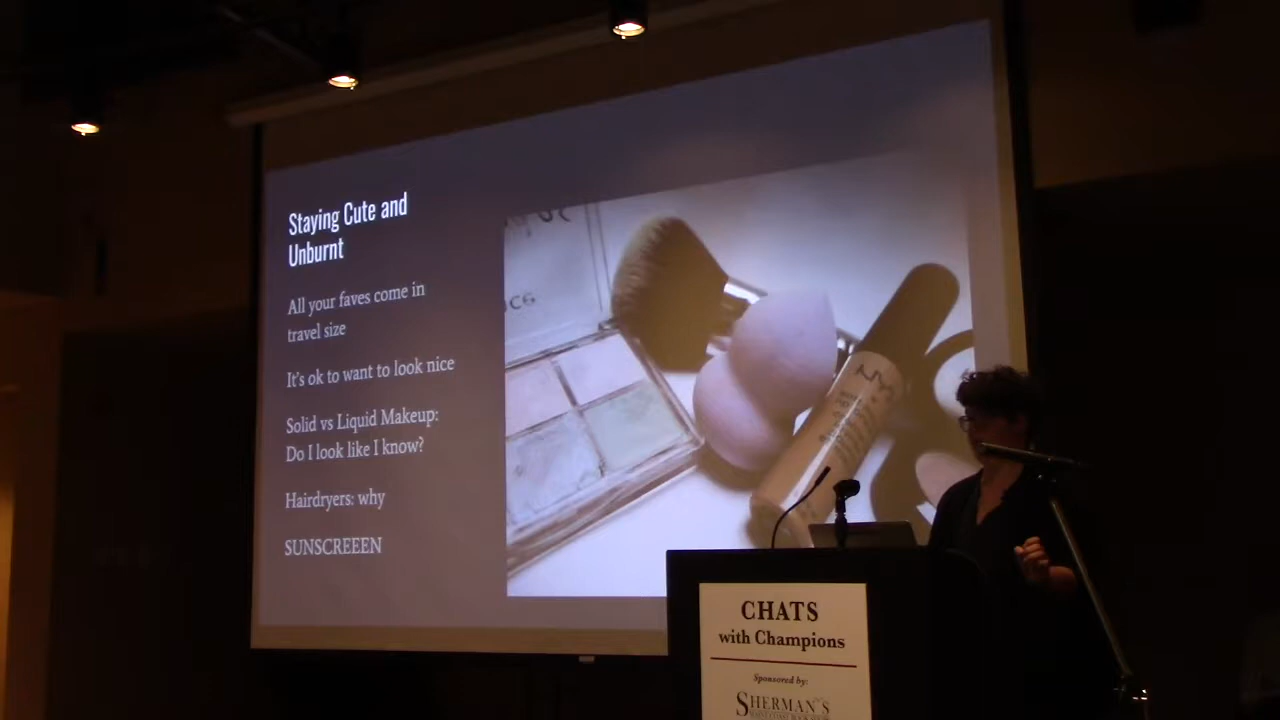 Staying Cute and
Unburnt
All your faves come in
travel size
It's ok to want to look nice
Solid vs Liquid Makeup:
Do I look like I know?
Hairdryers: why
SUNSCREEEN
NYX
CHATS
with Champions
Sponsored by:
SHERMAN'S